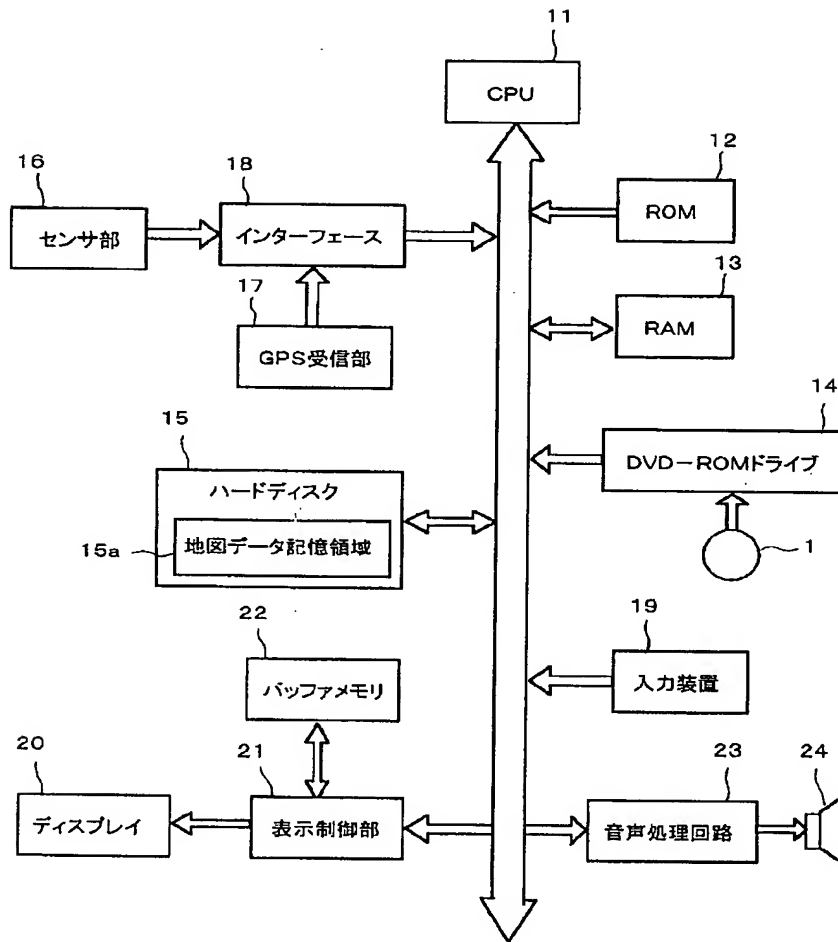 11
CPU
16
センサ部
18
インターフェース
12
ROM
17
GPS受信部
13
RAM
14
DVD－ROMドライブ
1
15
ハードディスク
15a
地図データ記憶領域
19
入力装置
22
バッファメモリ
20
ディスプレイ
21
表示制御部
23
音声処理回路
24